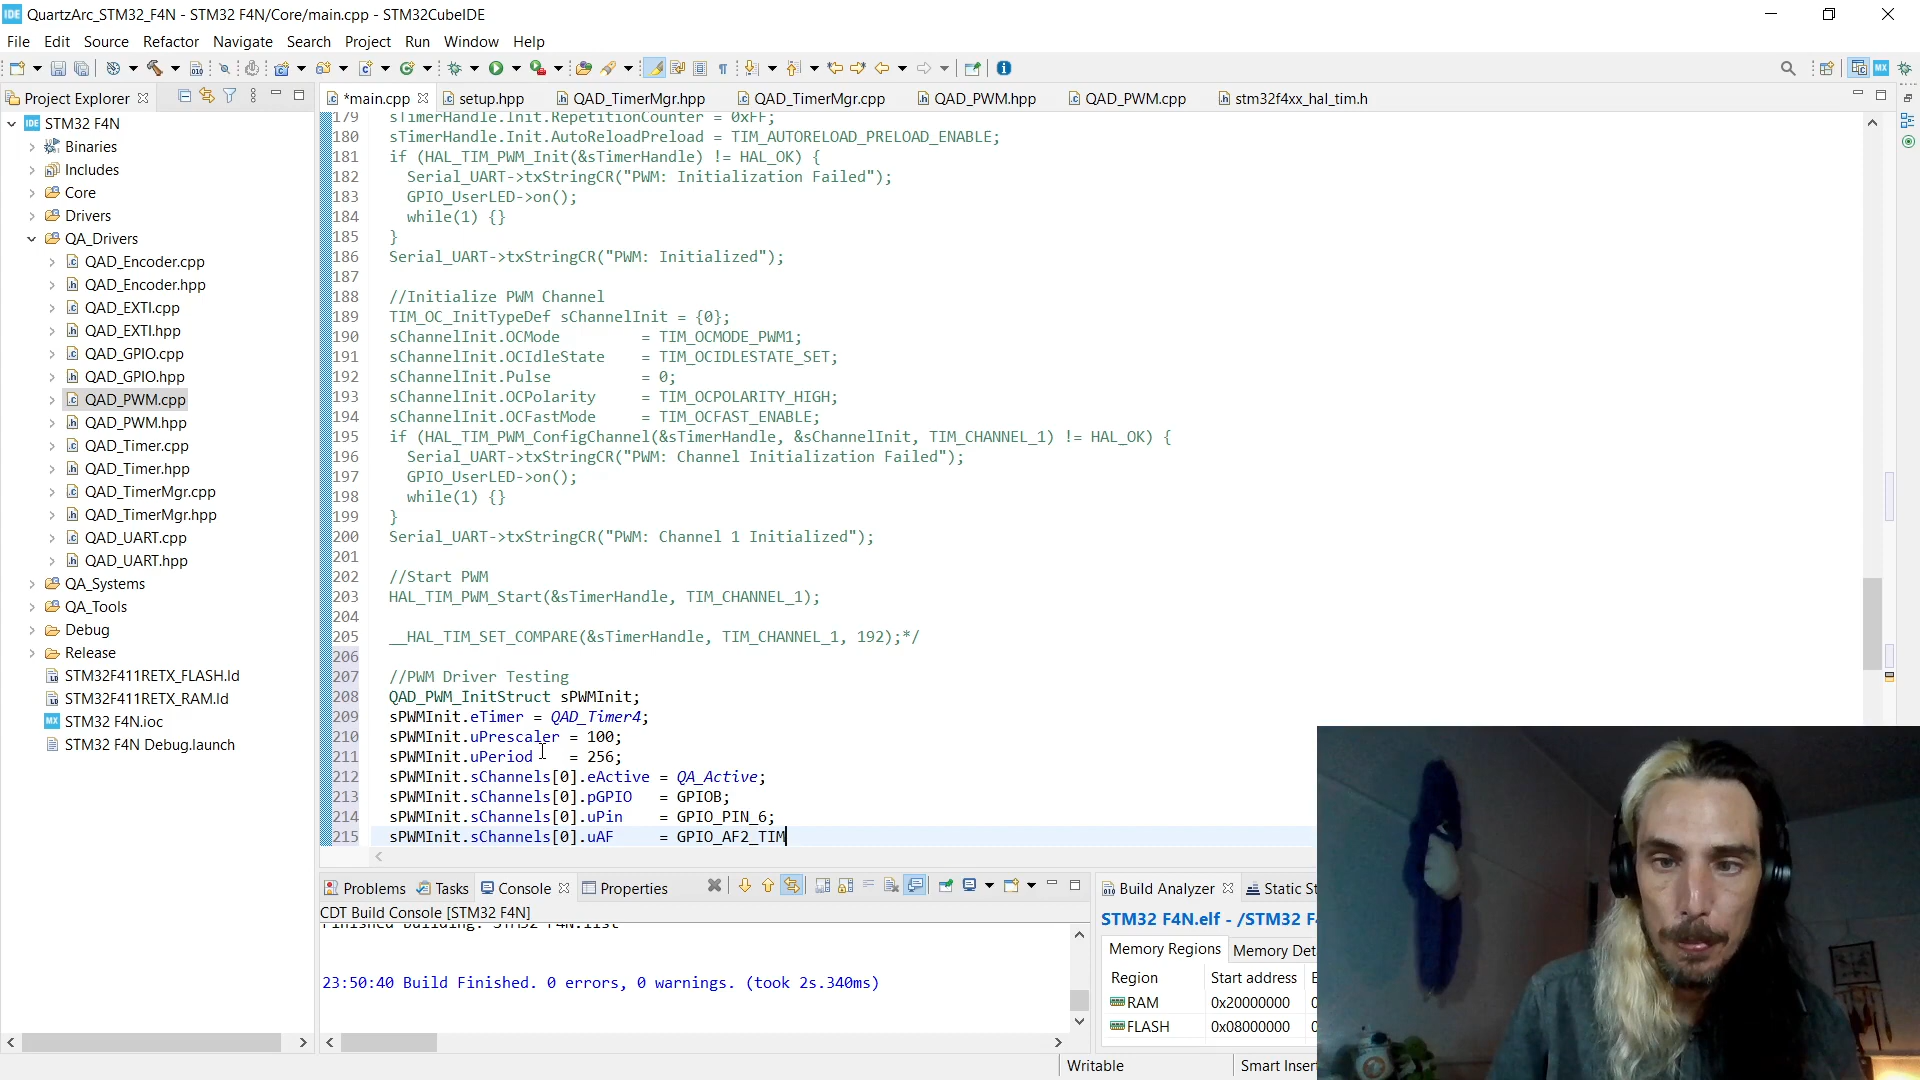 IDE QuartzArc_STM32_F4N - STM32 F4N/Core/main.cpp - STM32CubeIDE
File Edit Source Refactor Navigate Search Project Run Window Help
Project Explorer
*main.cpp setup.hpp QAD_TimerMgr.hpp QAD_TimerMgr.cpp QAD_PWM.hpp QAD_PWM.cpp stm32f4xx_hal_tim.h
IDE STM32 F4N
Binaries
Includes
Core
Drivers
QA_Drivers
QAD_Encoder.cpp
QAD_Encoder.hpp
QAD_EXTI.cpp
QAD_EXTI.hpp
QAD_GPIO.cpp
QAD_GPIO.hpp
QAD_PWM.cpp
QAD_PWM.hpp
QAD_Timer.cpp
QAD_Timer.hpp
QAD_TimerMgr.cpp
QAD_TimerMgr.hpp
QAD_UART.cpp
QAD_UART.hpp
QA_Systems
QA_Tools
Debug
Release
STM32F411RETX_FLASH.ld
STM32F411RETX_RAM.ld
MX STM32 F4N.ioc
STM32 F4N Debug.launch
179 sTimerHandle.Init.RepetitionCounter = 0xFF;
180 sTimerHandle.Init.AutoReloadPreload = TIM_AUTORELOAD_PRELOAD_ENABLE;
181 if (HAL_TIM_PWM_Init(&sTimerHandle) != HAL_OK) {
182 Serial_UART->txStringCR("PWM: Initialization Failed");
183 GPIO_UserLED->on();
184 while(1) {}
185 }
186 Serial_UART->txStringCR("PWM: Initialized");
187
188 //Initialize PWM Channel
189 TIM_OC_InitTypeDef sChannelInit = {0};
190 sChannelInit.OCMode = TIM_OCMODE_PWM1;
191 sChannelInit.OCIdleState = TIM_OCIDLESTATE_SET;
192 sChannelInit.Pulse = 0;
193 sChannelInit.OCPolarity = TIM_OCPOLARITY_HIGH;
194 sChannelInit.OCFastMode = TIM_OCFAST_ENABLE;
195 if (HAL_TIM_PWM_ConfigChannel(&sTimerHandle, &sChannelInit, TIM_CHANNEL_1) != HAL_OK) {
196 Serial_UART->txStringCR("PWM: Channel Initialization Failed");
197 GPIO_UserLED->on();
198 while(1) {}
199 }
200 Serial_UART->txStringCR("PWM: Channel 1 Initialized");
201
202 //Start PWM
203 HAL_TIM_PWM_Start(&sTimerHandle, TIM_CHANNEL_1);
204
205 __HAL_TIM_SET_COMPARE(&sTimerHandle, TIM_CHANNEL_1, 192);*/
206
207 //PWM Driver Testing
208 QAD_PWM_InitStruct sPWMInit;
209 sPWMInit.eTimer = QAD_Timer4;
210 sPWMInit.uPrescaler = 100;
211 sPWMInit.uPeriod = 256;
212 sPWMInit.sChannels[0].eActive = QA_Active;
213 sPWMInit.sChannels[0].pGPIO = GPIOB;
214 sPWMInit.sChannels[0].uPin = GPIO_PIN_6;
215 sPWMInit.sChannels[0].uAF = GPIO_AF2_TIM
Problems Tasks Console Properties
CDT Build Console [STM32 F4N]
Finished building: STM32 F4N.list
23:50:40 Build Finished. 0 errors, 0 warnings. (took 2s.340ms)
Build Analyzer Static St
STM32 F4N.elf - /STM32 F
Memory Regions Memory Det
Region Start address
RAM 0x20000000
FLASH 0x08000000
Writable Smart Inser